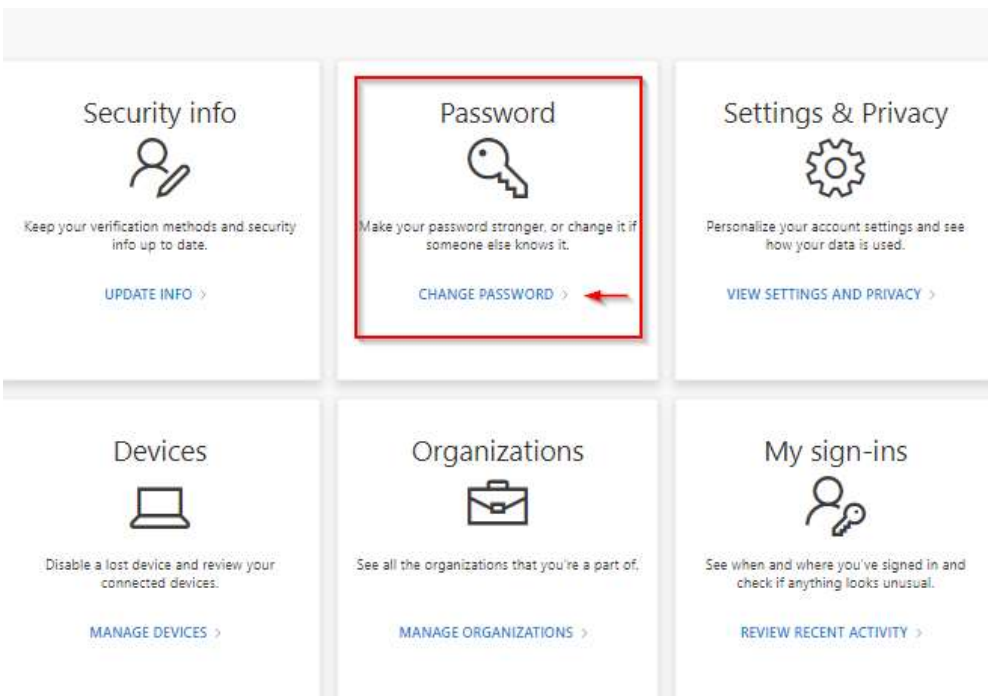 Security info
Keep your verification methods and security
info up to date.
UPDATE INFO >
Password
Make your password stronger, or change it if
someone else knows it.
CHANGE PASSWORD >
Settings & Privacy
Personalize your account settings and see
how your data is used.
VIEW SETTINGS AND PRIVACY >
Devices
Disable a lost device and review your
connected devices.
MANAGE DEVICES >
Organizations
See all the organizations that you're a part of.
MANAGE ORGANIZATIONS >
My sign-ins
See when and where you've signed in and
check if anything looks unusual.
REVIEW RECENT ACTIVITY >